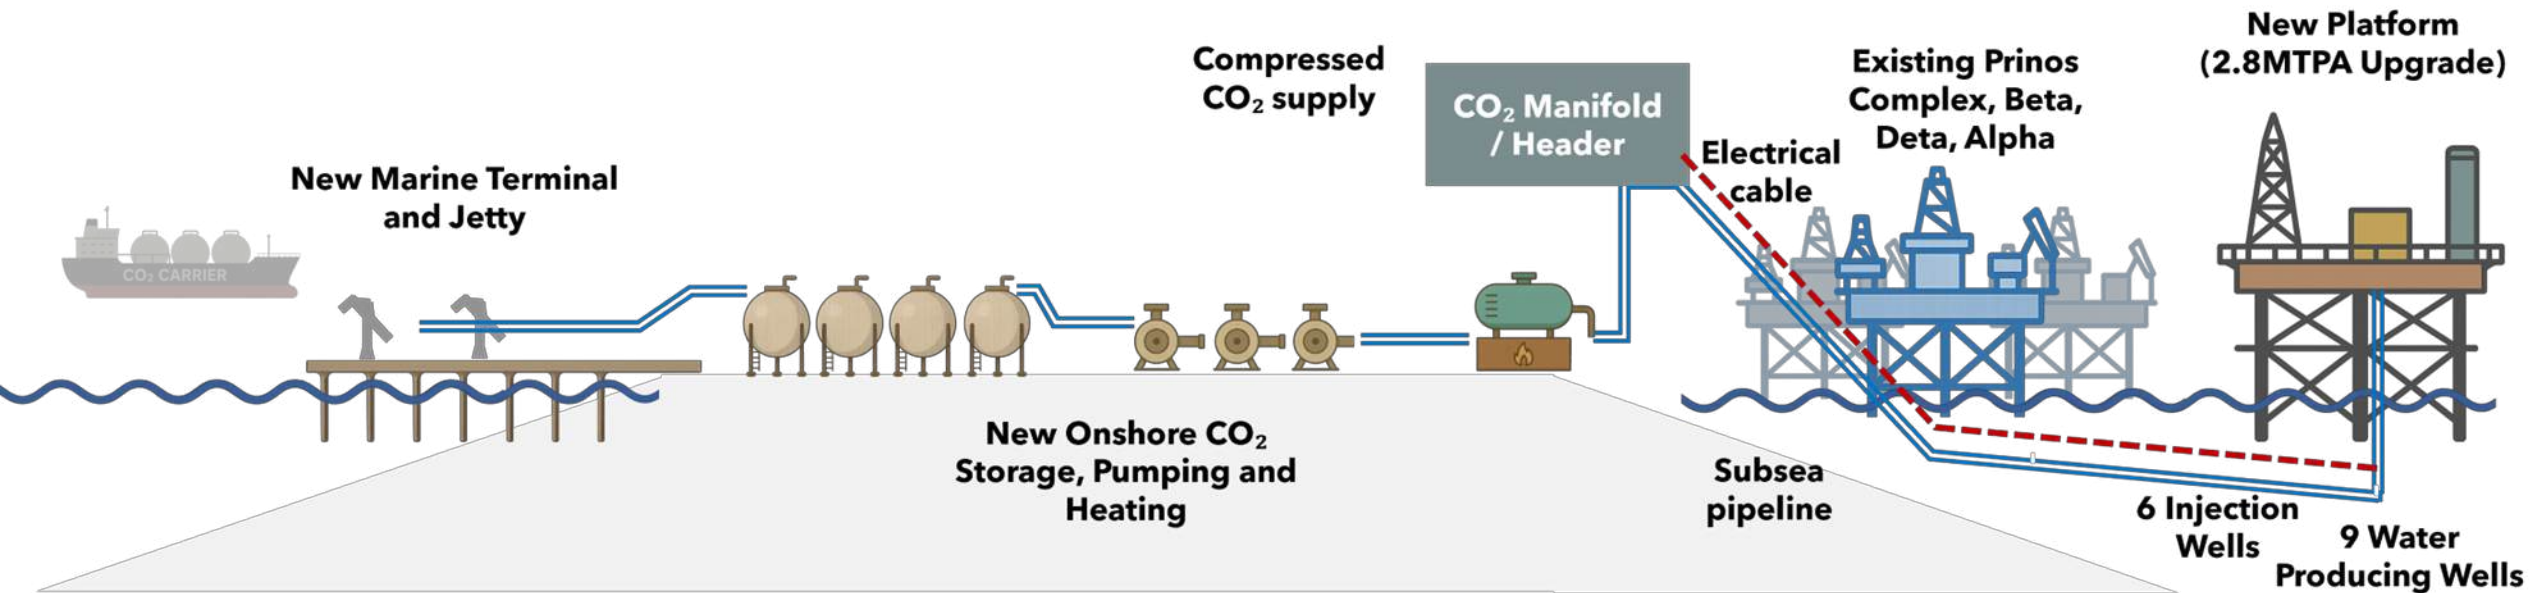 New Marine Terminal
and Jetty
CO₂ CARRIER
New Onshore CO₂
Storage, Pumping and
Heating
Compressed
CO₂ supply
CO₂ Manifold
/ Header
Electrical
cable
Existing Prinos
Complex, Beta,
Deta, Alpha
New Platform
(2.8MTPA Upgrade)
Subsea
pipeline
6 Injection
Wells
9 Water
Producing Wells